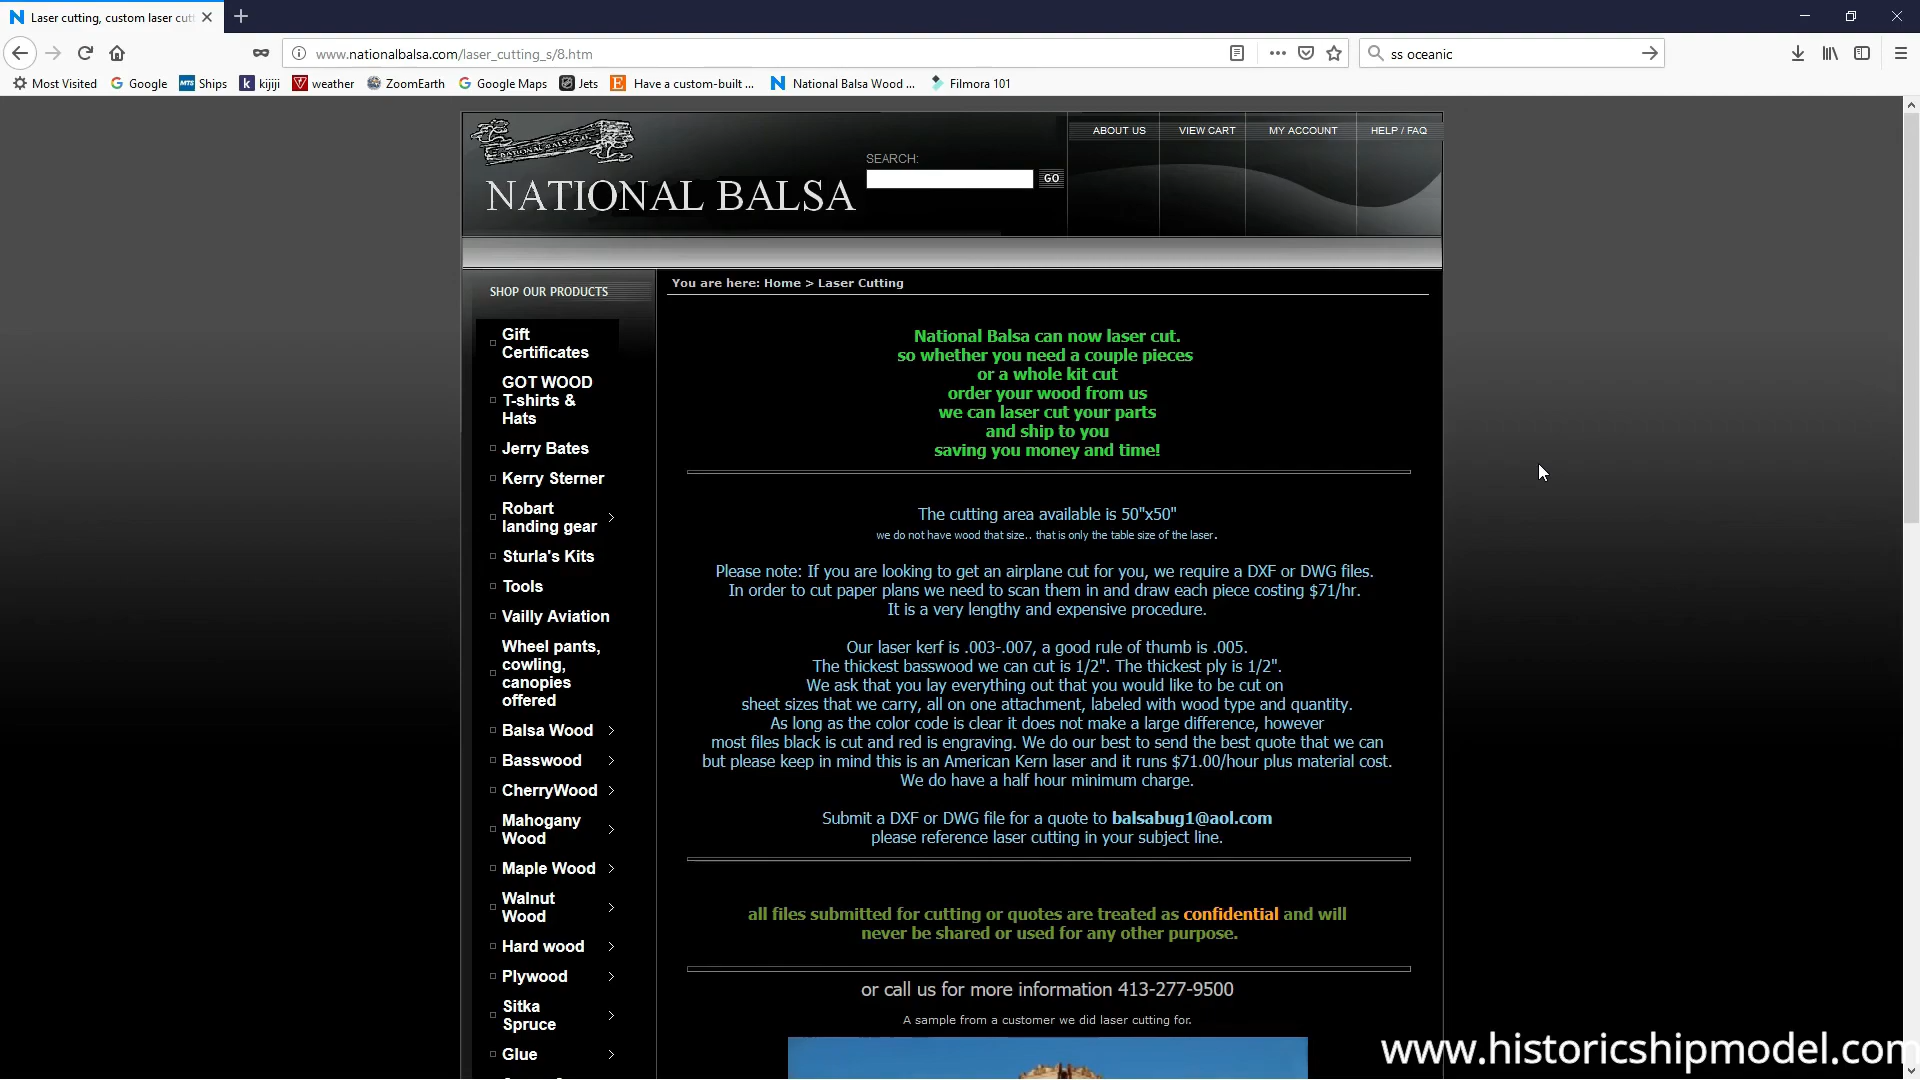 Laser cutting, custom laser cut
www.nationalbalsa.com/laser_cutting_s/8.htm
ss oceanic
Most Visited
Google
MTS
Ships
kijiji
weather
ZoomEarth
Google Maps
Jets
Have a custom-built ...
National Balsa Wood ...
Filmora 101
NATIONAL BALSA
SEARCH:
GO
ABOUT US
VIEW CART
MY ACCOUNT
HELP / FAQ
SHOP OUR PRODUCTS
Gift
Certificates
GOT WOOD
T-shirts &
Hats
Jerry Bates
Kerry Sterner
Robart
landing gear
Sturla's Kits
Tools
Vailly Aviation
Wheel pants,
cowling,
canopies
offered
Balsa Wood
Basswood
CherryWood
Mahogany
Wood
Maple Wood
Walnut
Wood
Hard wood
Plywood
Sitka
Spruce
Glue
You are here: Home > Laser Cutting
National Balsa can now laser cut.
so whether you need a couple pieces
or a whole kit cut
order your wood from us
we can laser cut your parts
and ship to you
saving you money and time!
The cutting area available is 50"x50"
we do not have wood that size.. that is only the table size of the laser.
Please note: If you are looking to get an airplane cut for you, we require a DXF or DWG files.
In order to cut paper plans we need to scan them in and draw each piece costing $71/hr.
It is a very lengthy and expensive procedure.
Our laser kerf is .003-.007, a good rule of thumb is .005.
The thickest basswood we can cut is 1/2". The thickest ply is 1/2".
We ask that you lay everything out that you would like to be cut on
sheet sizes that we carry, all on one attachment, labeled with wood type and quantity.
As long as the color code is clear it does not make a large difference, however
most files black is cut and red is engraving. We do our best to send the best quote that we can
but please keep in mind this is an American Kern laser and it runs $71.00/hour plus material cost.
We do have a half hour minimum charge.
Submit a DXF or DWG file for a quote to balsabug1@aol.com
please reference laser cutting in your subject line.
all files submitted for cutting or quotes are treated as confidential and will
never be shared or used for any other purpose.
or call us for more information 413-277-9500
A sample from a customer we did laser cutting for.
www.historicshipmodel.com